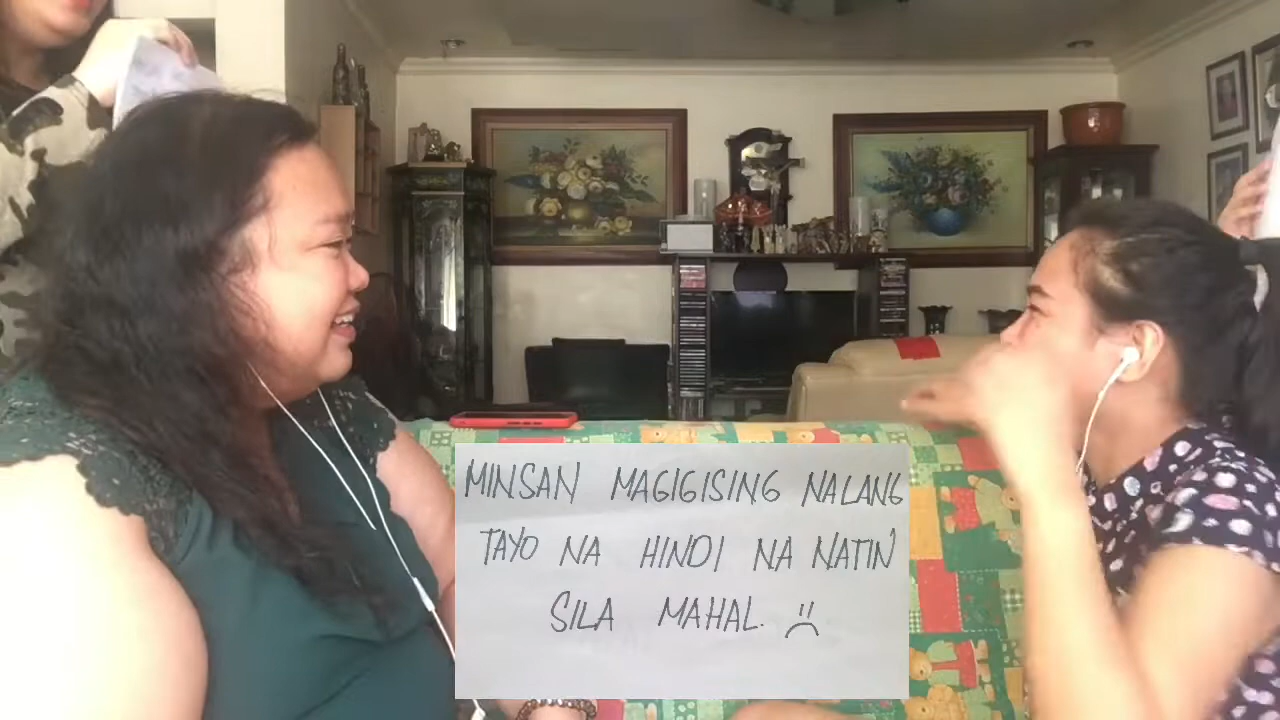 MINSAN MAGIGISING NALANG
TAYO NA HINDI NA NATIN
SILA MAHAL. :(